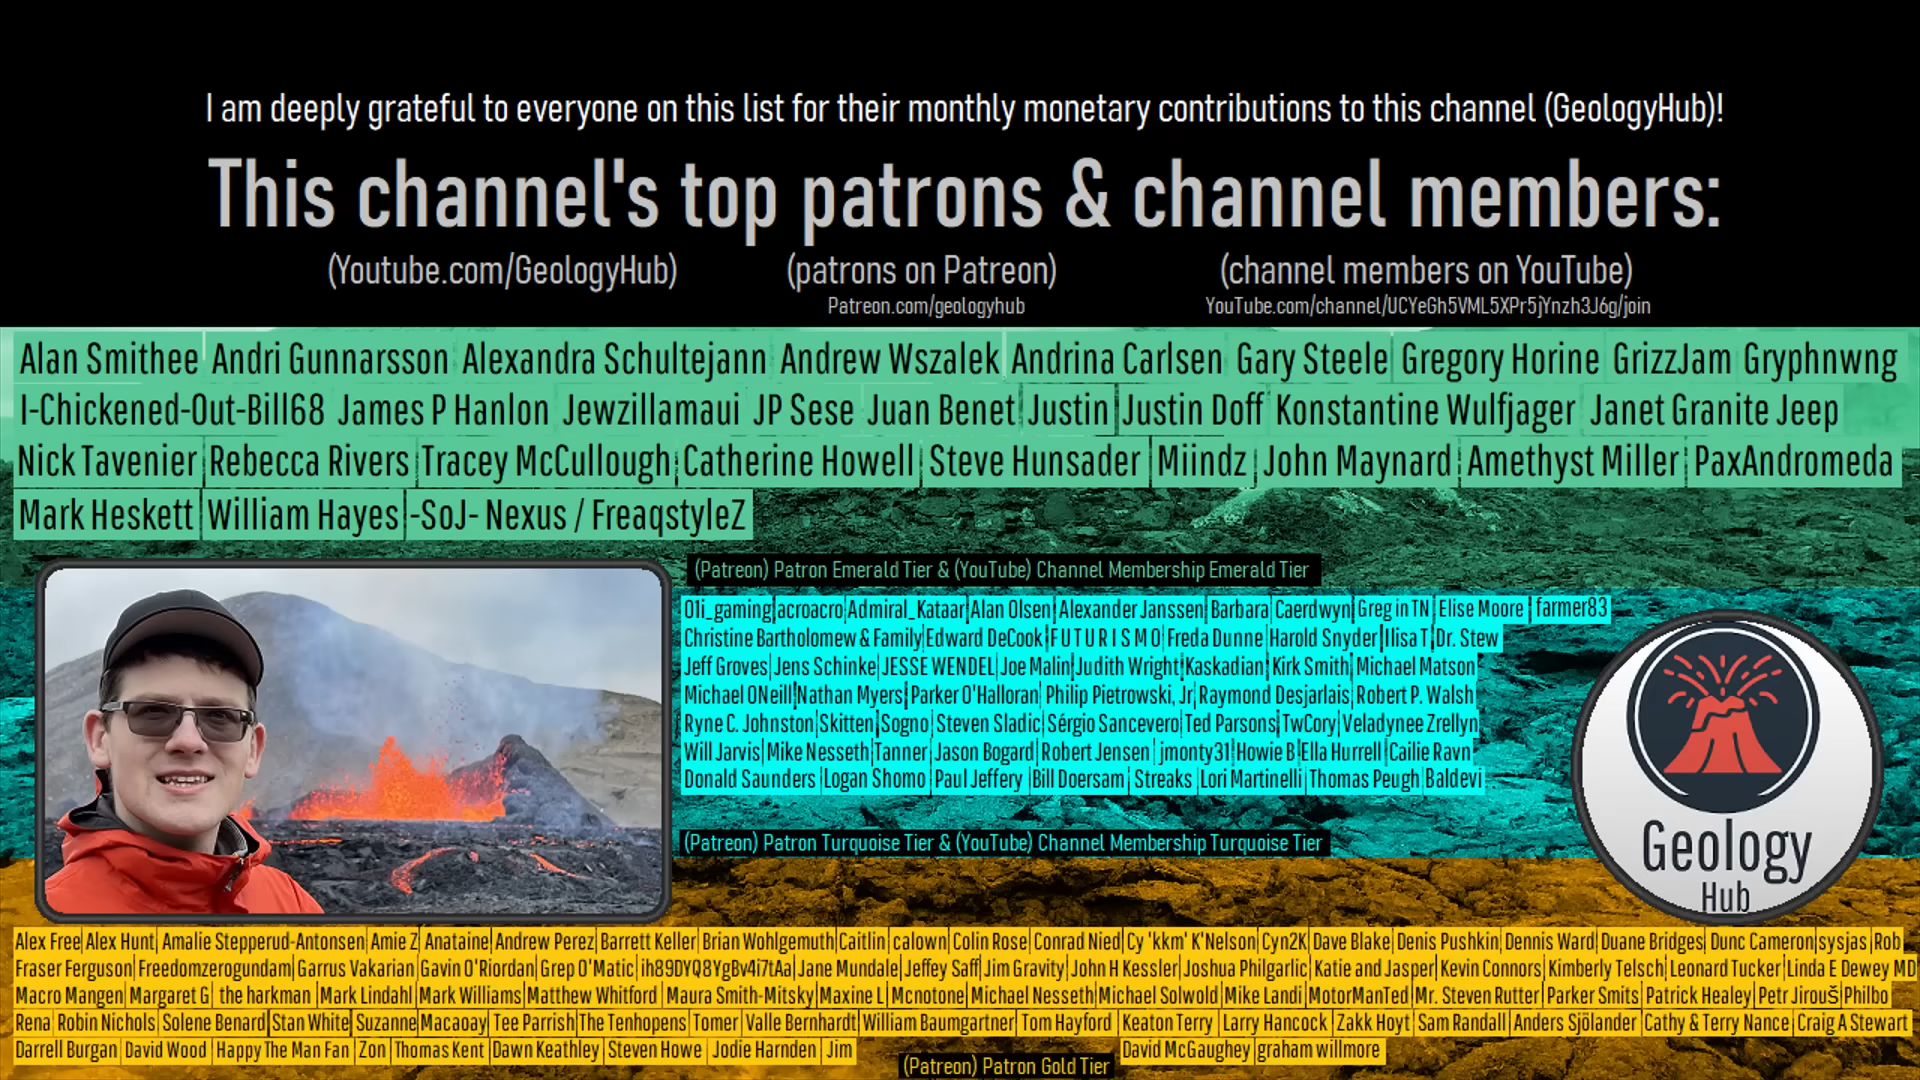 I am deeply grateful to everyone on this list for their monthly monetary contributions to this channel (GeologyHub)!
This channel's top patrons & channel members:
(Youtube.com/GeologyHub) (patrons on Patreon) (channel members on YouTube)
Patreon.com/geologyhub YouTube.com/channel/UCYeGh5VML5XPr5jYnzh3J6g/join
Alan Smithee Andri Gunnarsson Alexandra Schultejann Andrew Wszalek Andrina Carlsen Gary Steele Gregory Horine GrizzJam Gryphnwng
I-Chickened-Out-Bill68 James P Hanlon Jewzillamaui JP Sese Juan Benet Justin Justin Doff Konstantine Wulfjager Janet Granite Jeep
Nick Tavenier Rebecca Rivers Tracey McCullough Catherine Howell Steve Hunsader Miindz John Maynard Amethyst Miller PaxAndromeda
Mark Heskett William Hayes -SoJ- Nexus / FreaqstyleZ
(Patreon) Patron Emerald Tier & (YouTube) Channel Membership Emerald Tier
01i_gaming acroacro Admiral_Kataar Alan Olsen Alexander Janssen Barbara Caerdwyn Greg in TN Elise Moore farmer83
Christine Bartholomew & Family Edward DeCook F U T U R I S M O Freda Dunne Harold Snyder Ilisa T Dr. Stew
Jeff Groves Jens Schinke JESSE WENDEL Joe Malin Judith Wright Kaskadian Kirk Smith Michael Matson
Michael ONeill Nathan Myers Parker O'Halloran Philip Pietrowski, Jr Raymond Desjarlais Robert P. Walsh
Ryne C. Johnston Skitten Sogno Steven Sladic Sérgio Sancevero Ted Parsons TwCory Veladynee Zrellyn
Will Jarvis Mike Nesseth Tanner Jason Bogard Robert Jensen jmonty31 Howie B Ella Hurrell Cailie Ravn
Donald Saunders Logan Shomo Paul Jeffery Bill Doersam Streaks Lori Martinelli Thomas Peugh Baldevi
(Patreon) Patron Turquoise Tier & (YouTube) Channel Membership Turquoise Tier
Geology
Hub
Alex Free Alex Hunt Amalie Stepperud-Antonsen Amie Z Anataine Andrew Perez Barrett Keller Brian Wohlgemuth Caitlin calown Colin Rose Conrad Nied Cy 'kkm' K'Nelson Cyn2K Dave Blake Denis Pushkin Dennis Ward Duane Bridges Dunc Cameron sysjas Rob
Fraser Ferguson Freedomzerogundam Garrus Vakarian Gavin O'Riordan Grep O'Matic ih89DYQ8YgBv4i7tAa Jane Mundale Jeffey Saff Jim Gravity John H Kessler Joshua Philgarlic Katie and Jasper Kevin Connors Kimberly Telsch Leonard Tucker Linda E Dewey MD
Macro Mangen Margaret G the harkman Mark Lindahl Mark Williams Matthew Whitford Maura Smith-Mitsky Maxine L Mcnotone Michael Nesseth Michael Solwold Mike Landi MotorManTed Mr. Steven Rutter Parker Smits Patrick Healey Petr Jirouš Philbo
Rena Robin Nichols Solene Benard Stan White Suzanne Macaoay Tee Parrish The Tenhopens Tomer Valle Bernhardt William Baumgartner Tom Hayford Keaton Terry Larry Hancock Zakk Hoyt Sam Randall Anders Sjölander Cathy & Terry Nance Craig A Stewart
Darrell Burgan David Wood Happy The Man Fan Zon Thomas Kent Dawn Keathley Steven Howe Jodie Harnden Jim David McGaughey graham willmore
(Patreon) Patron Gold Tier